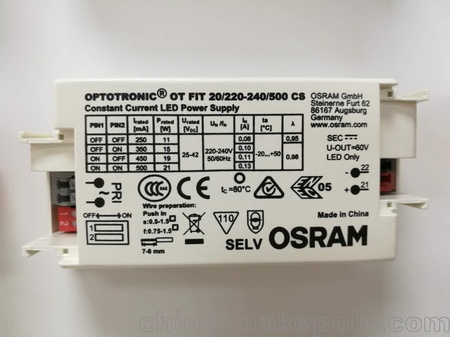 OPTOTRONIC® OT FIT 20/220-240/500 CS
Constant Current LED Power Supply
OSRAM GmbH
Steinerne Furt 62
86167 Augsburg
Germany
www.osram.com
PIN1 PIN2 Irated [mA] Prated [W] Urated [VDC] UN / fN IN [A] ta [°C] λ
OFF OFF 250 11 25-42 220-240V 50/60Hz 0.08 -20...+50 0.95
OFF ON 350 15 0.10 0.98
ON OFF 450 19 0.11
ON ON 500 21 0.13
SEC
U-OUT=60V
LED Only
- 22
+ 21
PRI
CCC
tc=80°C
05
Made in China
Wire preparation:
Push in
s:0.5-1.5
f:0.75-1.5
7-6 mm
OFF ON
1
2
110
SELV
OSRAM